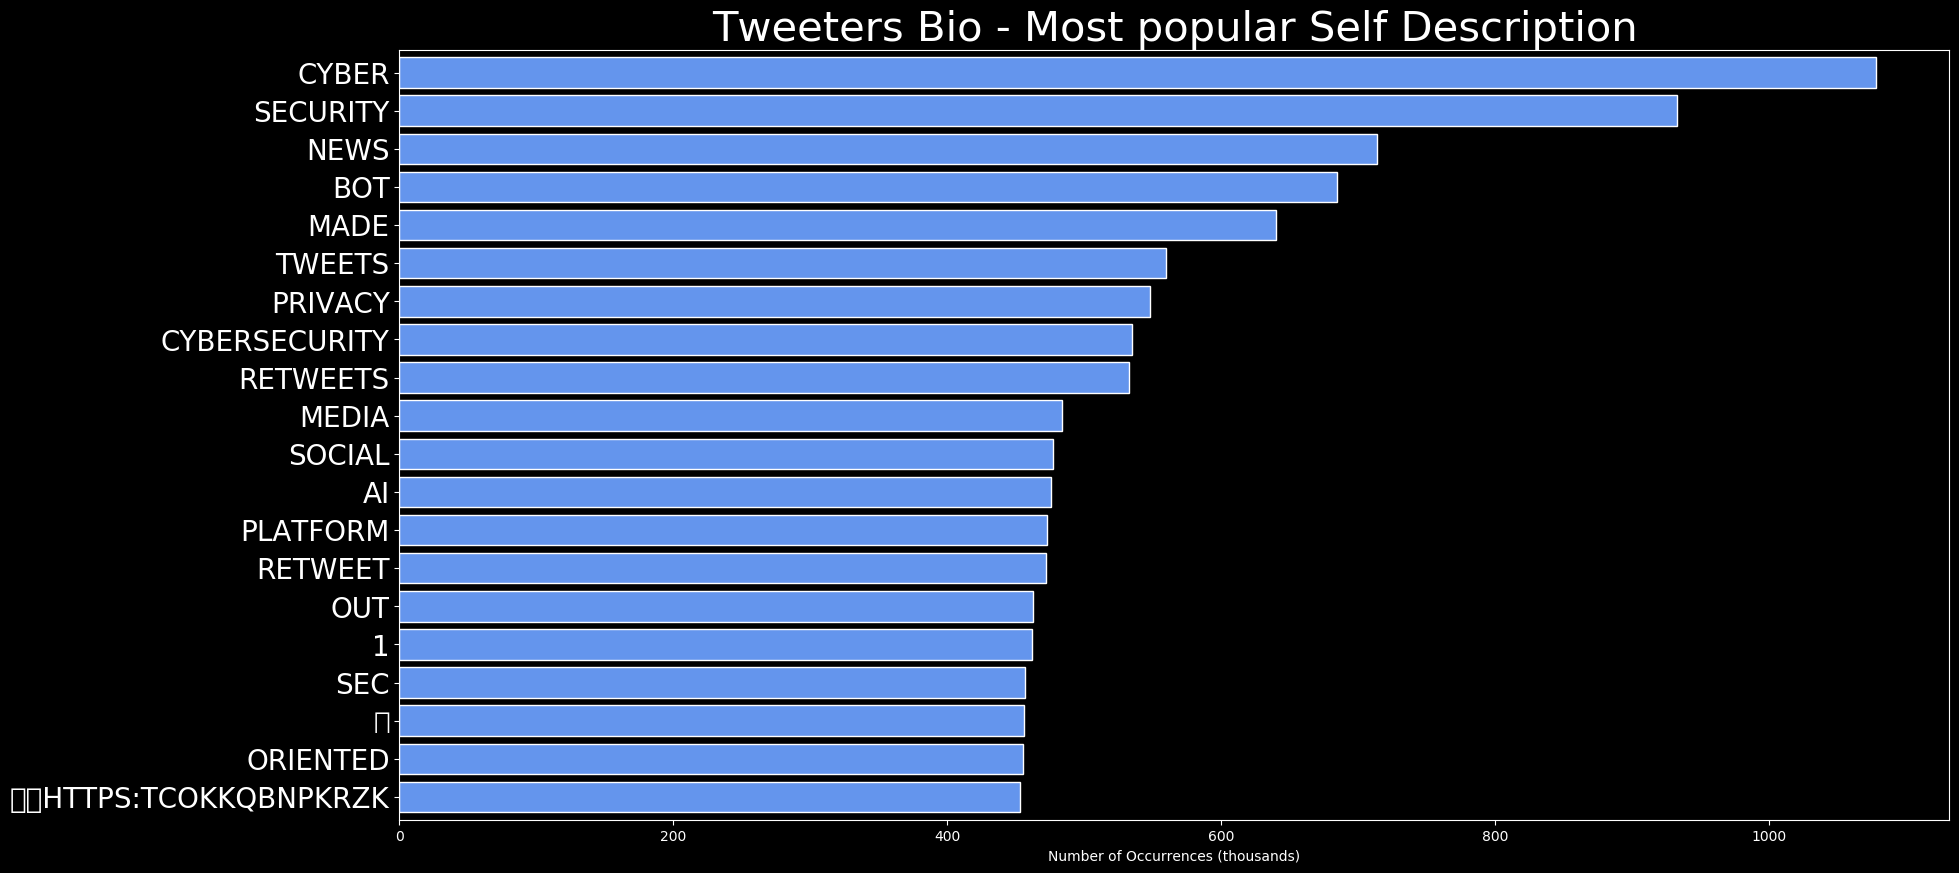 Tweeters Bio - Most popular Self Description
CYBER
SECURITY
NEWS
BOT
MADE
TWEETS
PRIVACY
CYBERSECURITY
RETWEETS
MEDIA
SOCIAL
AI
PLATFORM
RETWEET
OUT
1
SEC
ORIENTED
HTTPS:TCOKKQBNPKRZK
0 200 400 600 800 1000
Number of Occurrences (thousands)